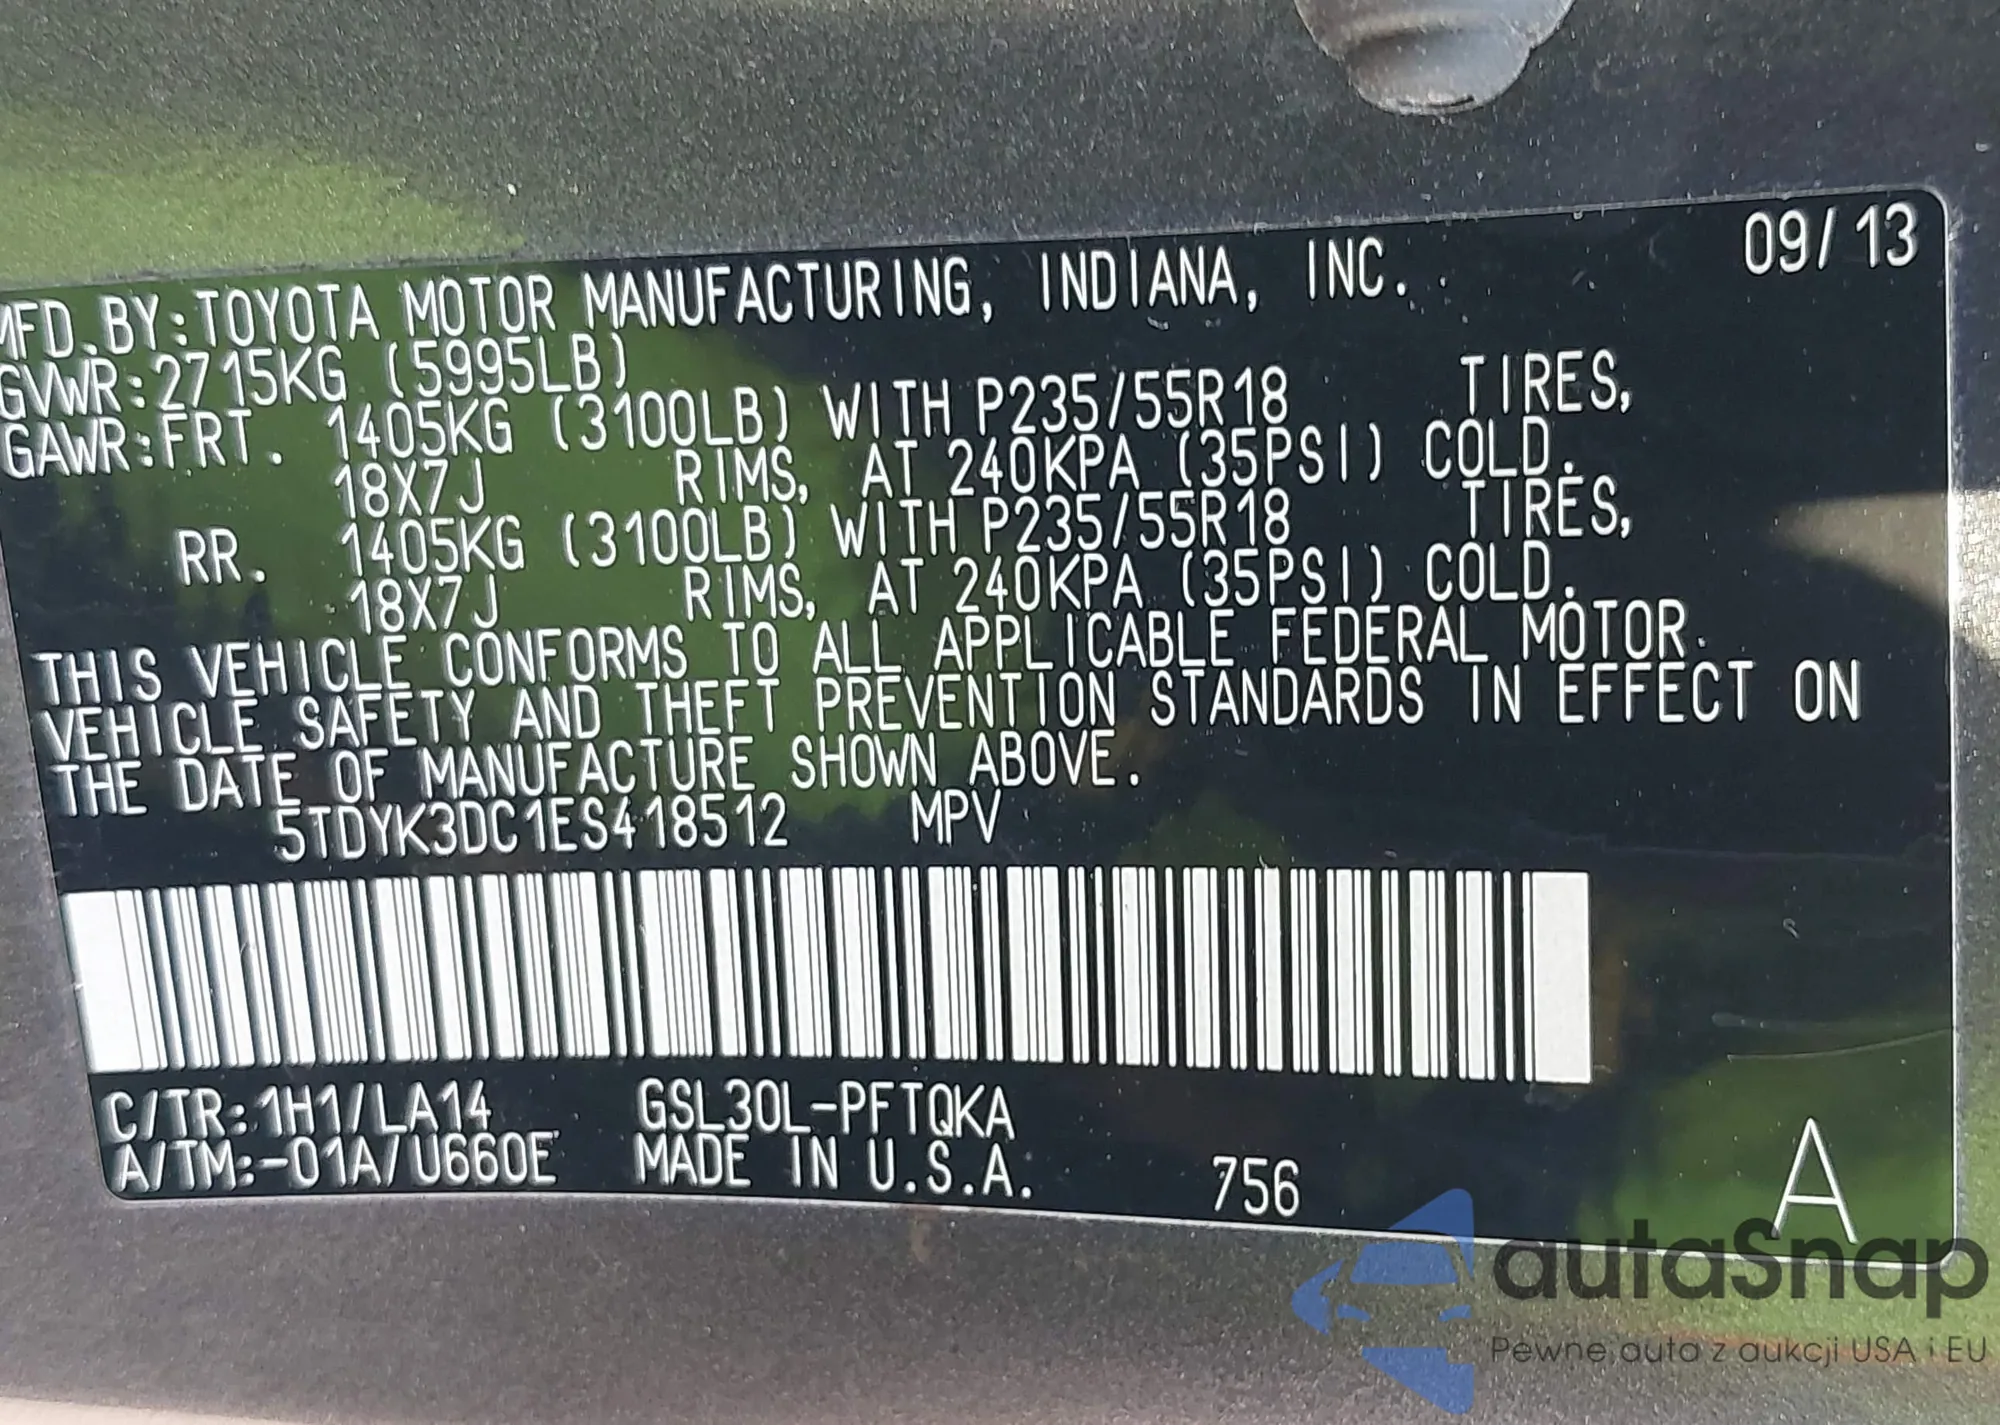 MFD. BY: TOYOTA MOTOR MANUFACTURING, INDIANA, INC. 09/13
GVWR: 2715KG (5995LB)
GAWR: FRT. 1405KG (3100LB) WITH P235/55R18 TIRES,
18X7J RIMS, AT 240KPA (35PSI) COLD.
RR. 1405KG (3100LB) WITH P235/55R18 TIRES,
18X7J RIMS, AT 240KPA (35PSI) COLD.
THIS VEHICLE CONFORMS TO ALL APPLICABLE FEDERAL MOTOR
VEHICLE SAFETY AND THEFT PREVENTION STANDARDS IN EFFECT ON
THE DATE OF MANUFACTURE SHOWN ABOVE.
5TDYK3DC1ES418512 MPV
C/TR: 1H1/LA14 GSL30L-PFTQKA
A/TM: -01A/U660E MADE IN U.S.A. 756 A
autaSnap
Pewne auta z aukcji USA i EU